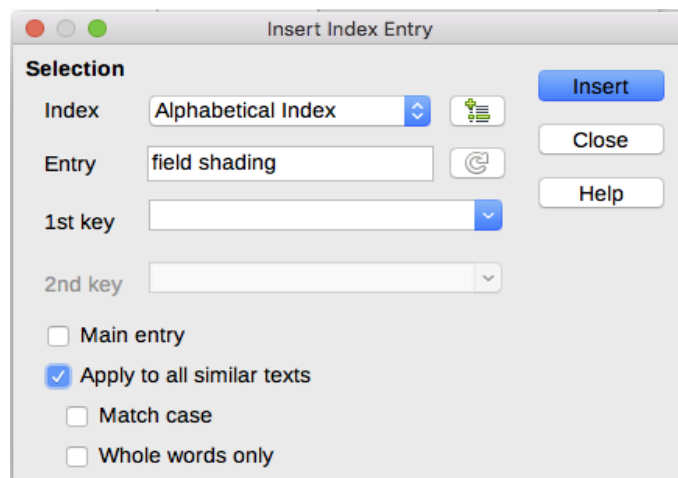 Insert Index Entry
Selection
Index Alphabetical Index
Insert
Entry field shading
Close
1st key
Help
2nd key
Main entry
Apply to all similar texts
Match case
Whole words only